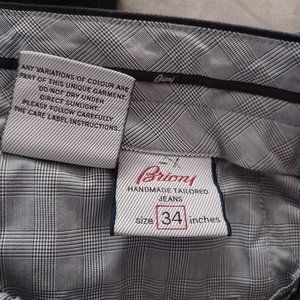 ANY VARIATIONS OF COLOUR ARE
PART OF THIS UNIQUE GARMENT.
DO NOT DRY UNDER
DIRECT SUNLIGHT.
PLEASE FOLLOW
THE CARE LABEL INSTRUCTIONS.
Brioni
Brioni
HANDMADE TAILORED
JEANS
size 34 inches